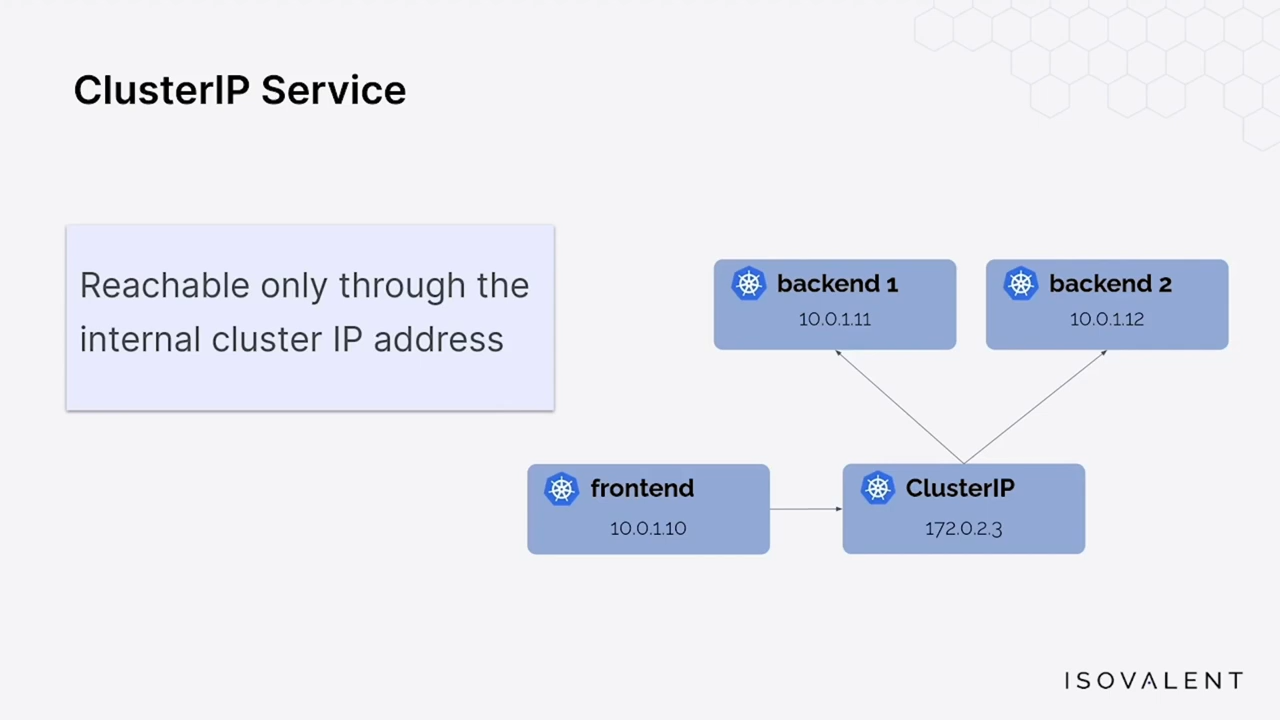 ClusterIP Service
Reachable only through the
internal cluster IP address
backend 1
10.0.1.11
backend 2
10.0.1.12
frontend
10.0.1.10
ClusterIP
172.0.2.3
ISOVALENT